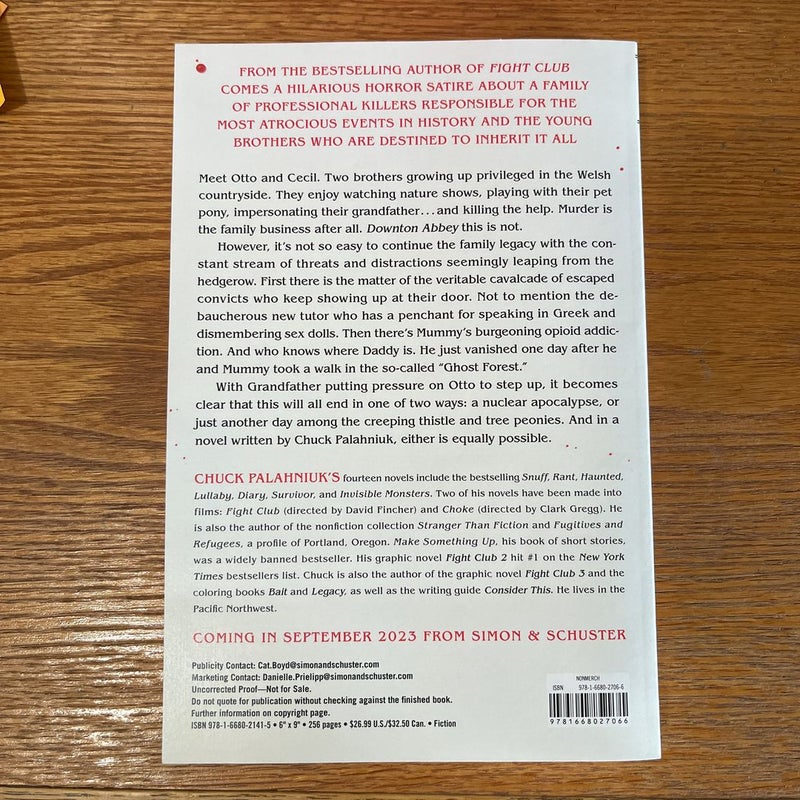 FROM THE BESTSELLING AUTHOR OF FIGHT CLUB
COMES A HILARIOUS HORROR SATIRE ABOUT A FAMILY
OF PROFESSIONAL KILLERS RESPONSIBLE FOR THE
MOST ATROCIOUS EVENTS IN HISTORY AND THE YOUNG
BROTHERS WHO ARE DESTINED TO INHERIT IT ALL
Meet Otto and Cecil. Two brothers growing up privileged in the Welsh
countryside. They enjoy watching nature shows, playing with their pet
pony, impersonating their grandfather...and killing the help. Murder is
the family business after all. Downton Abbey this is not.
However, it's not so easy to continue the family legacy with the con-
stant stream of threats and distractions seemingly leaping from the
hedgerow. First there is the matter of the veritable cavalcade of escaped
convicts who keep showing up at their door. Not to mention the de-
baucherous new tutor who has a penchant for speaking in Greek and
dismembering sex dolls. Then there's Mummy's burgeoning opioid addic-
tion. And who knows where Daddy is. He just vanished one day after he
and Mummy took a walk in the so-called "Ghost Forest."
With Grandfather putting pressure on Otto to step up, it becomes
clear that this will all end in one of two ways: a nuclear apocalypse, or
just another day among the creeping thistle and tree peonies. And in a
novel written by Chuck Palahniuk, either is equally possible.
CHUCK PALAHNIUK'S fourteen novels include the bestselling Snuff, Rant, Haunted,
Lullaby, Diary, Survivor, and Invisible Monsters. Two of his novels have been made into
films: Fight Club (directed by David Fincher) and Choke (directed by Clark Gregg). He
is also the author of the nonfiction collection Stranger Than Fiction and Fugitives and
Refugees, a profile of Portland, Oregon. Make Something Up, his book of short stories,
was a widely banned bestseller. His graphic novel Fight Club 2 hit #1 on the New York
Times bestsellers list. Chuck is also the author of the graphic novel Fight Club 3 and the
coloring books Bait and Legacy, as well as the writing guide Consider This. He lives in the
Pacific Northwest.
COMING IN SEPTEMBER 2023 FROM SIMON & SCHUSTER
Publicity Contact: Cat.Boyd@simonandschuster.com
Marketing Contact: Danielle.Prielipp@simonandschuster.com
Uncorrected Proof—Not for Sale.
Do not quote for publication without checking against the finished book.
Further information on copyright page.
ISBN 978-1-6680-2141-5 • 6" x 9" • 256 pages • $26.99 U.S./$32.50 Can. • Fiction
NONMERCH
ISBN 978-1-6680-2706-6
9781668027066